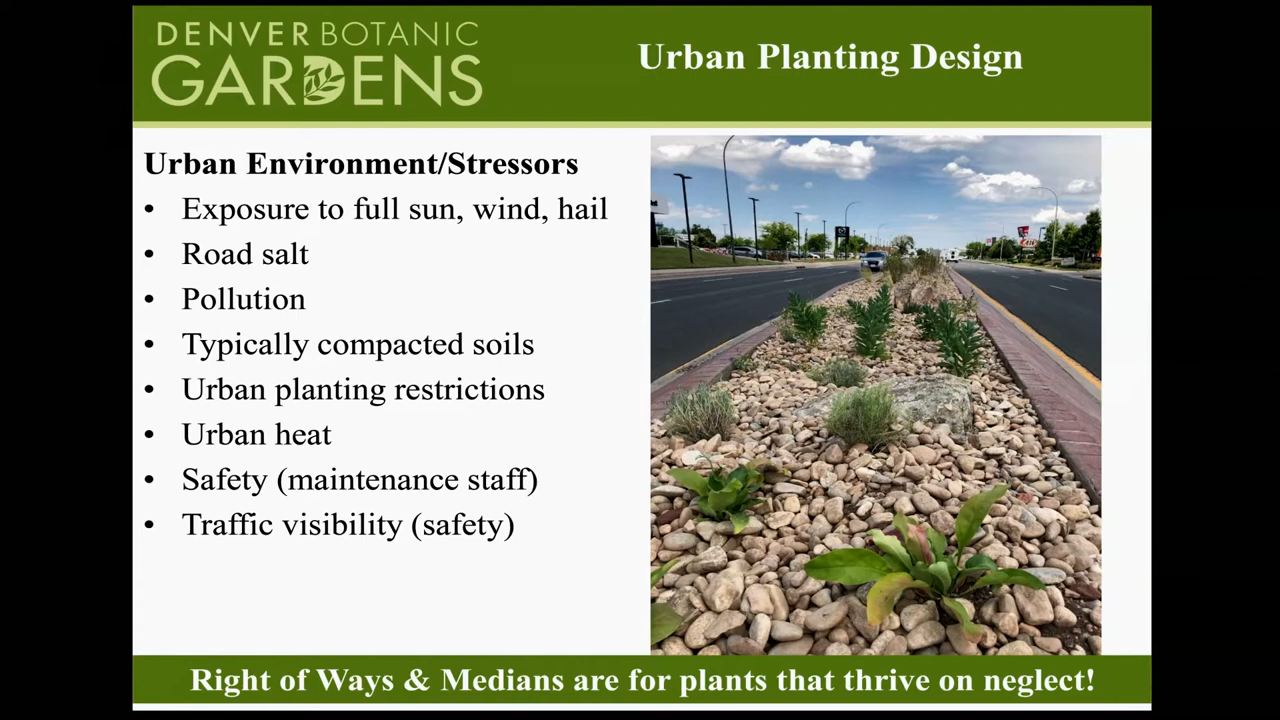 DENVER BOTANIC
GARDENS
Urban Planting Design
Urban Environment/Stressors
• Exposure to full sun, wind, hail
• Road salt
• Pollution
• Typically compacted soils
• Urban planting restrictions
• Urban heat
• Safety (maintenance staff)
• Traffic visibility (safety)
Right of Ways & Medians are for plants that thrive on neglect!